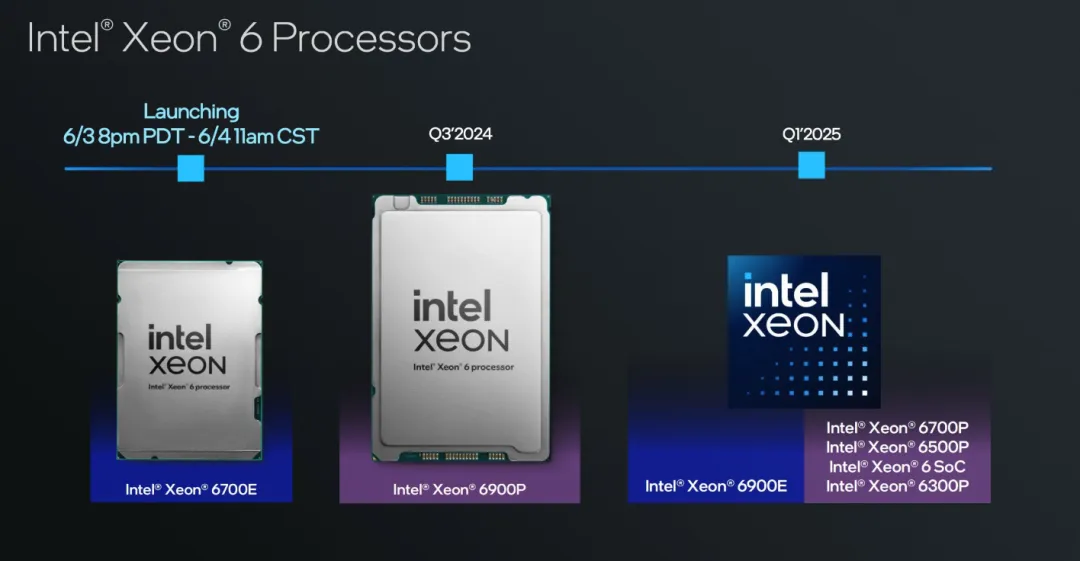 Intel® Xeon® 6 Processors
Launching
6/3 8pm PDT - 6/4 11am CST
Q3'2024
Q1'2025
intel
xeon
Intel® Xeon® 6 processor
intel
xeon
Intel® Xeon® 6 processor
intel
xeon
Intel® Xeon® 6700E
Intel® Xeon® 6900P
Intel® Xeon® 6900E
Intel® Xeon® 6700P
Intel® Xeon® 6500P
Intel® Xeon® 6 SoC
Intel® Xeon® 6300P